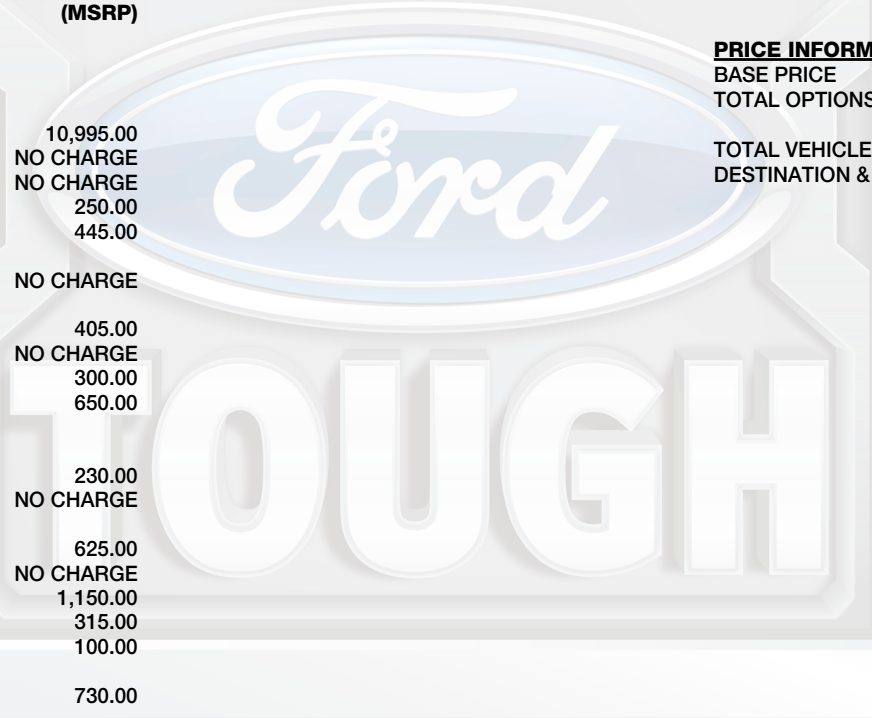 (MSRP)
10,995.00
NO CHARGE
NO CHARGE
250.00
445.00
NO CHARGE
405.00
NO CHARGE
300.00
650.00
230.00
NO CHARGE
625.00
NO CHARGE
1,150.00
315.00
100.00
730.00
PRICE INFORM
BASE PRICE
TOTAL OPTIONS
TOTAL VEHICLE
DESTINATION &
Ford
TOUGH